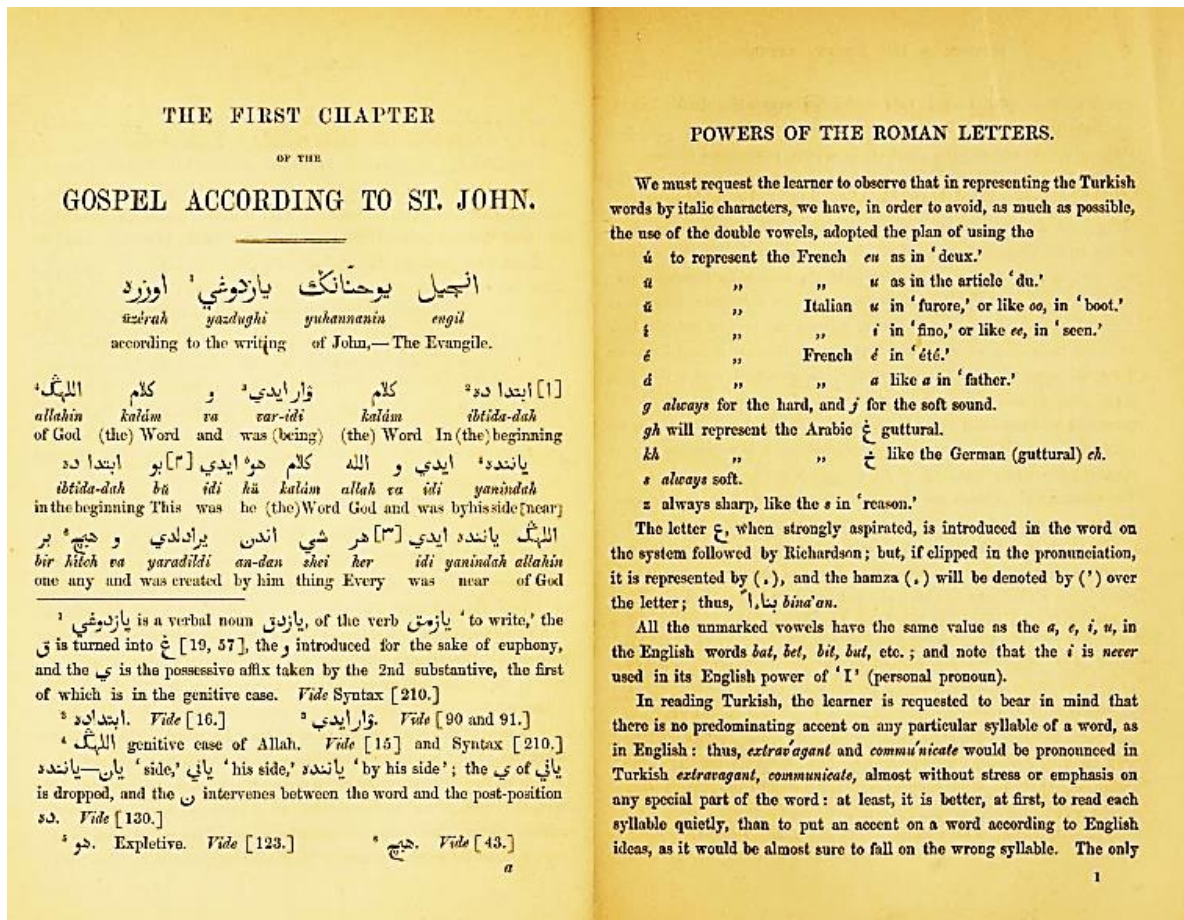 THE FIRST CHAPTER
OF THE
GOSPEL ACCORDING TO ST. JOHN.
انجيل يوحنّانڭ يازدوغي ¹ اوزره
ūzérah yazdughi yuhannanin engil
according to the writing of John,— The Evangile.
[1] ابتدا ده² كلام وار ايدي³ و كلام اللهڭ⁴
allahin kalám va var-idi kalám ibtida-dah
of God (the) Word and was (being) (the) Word In (the) beginning
ياننده⁴ ايدي و الله كلام هو⁵ ايدي [٢] بو ابتدا ده
ibtida-dah bū idi hū kalám allah va idi yanindah
in the beginning This was he (the) Word God and was by his side [near]
اللهڭ ياننده ايدي [٣] هر شي اندن يرادلدي و هيچ⁶ بر
bir hitch va yaradildi an-dan shei her idi yanindah allahin
one any and was created by him thing Every was near of God
¹ يازدوغي is a verbal noun يازدق, of the verb يازمق 'to write,' the
ق is turned into غ [19, 57], the و introduced for the sake of euphony,
and the ي is the possessive affix taken by the 2nd substantive, the first
of which is in the genitive case. Vide Syntax [210.]
² ابتداده. Vide [16.] ³ وار ايدي. Vide [90 and 91.]
⁴ اللهڭ genitive case of Allah. Vide [15] and Syntax [210.]
يان—ياننده 'side,' ياني 'his side,' ياننده 'by his side'; the ي of ياني
is dropped, and the ن intervenes between the word and the post-position
ده. Vide [130.]
⁵ هو. Expletive. Vide [123.] ⁶ هيچ. Vide [43.]
a
POWERS OF THE ROMAN LETTERS.
We must request the learner to observe that in representing the Turkish
words by italic characters, we have, in order to avoid, as much as possible,
the use of the double vowels, adopted the plan of using the
ú to represent the French eu as in 'deux.'
ü „ „ u as in the article 'du.'
ū „ Italian u in 'furore,' or like oo, in 'boot.'
í „ „ i in 'fino,' or like ee, in 'seen.'
é „ French é in 'été.'
á „ „ a like a in 'father.'
g always for the hard, and j for the soft sound.
gh will represent the Arabic غ guttural.
kh „ „ خ like the German (guttural) ch.
s always soft.
z always sharp, like the s in 'reason.'
The letter ع, when strongly aspirated, is introduced in the word on
the system followed by Richardson; but, if clipped in the pronunciation,
it is represented by (.), and the hamza (ء) will be denoted by (') over
the letter; thus, بناءاً bina'an.
All the unmarked vowels have the same value as the a, e, i, u, in
the English words bat, bet, bit, but, etc.; and note that the i is never
used in its English power of 'I' (personal pronoun).
In reading Turkish, the learner is requested to bear in mind that
there is no predominating accent on any particular syllable of a word, as
in English: thus, extrav'agant and commu'nicate would be pronounced in
Turkish extravagant, communicate, almost without stress or emphasis on
any special part of the word: at least, it is better, at first, to read each
syllable quietly, than to put an accent on a word according to English
ideas, as it would be almost sure to fall on the wrong syllable. The only
1